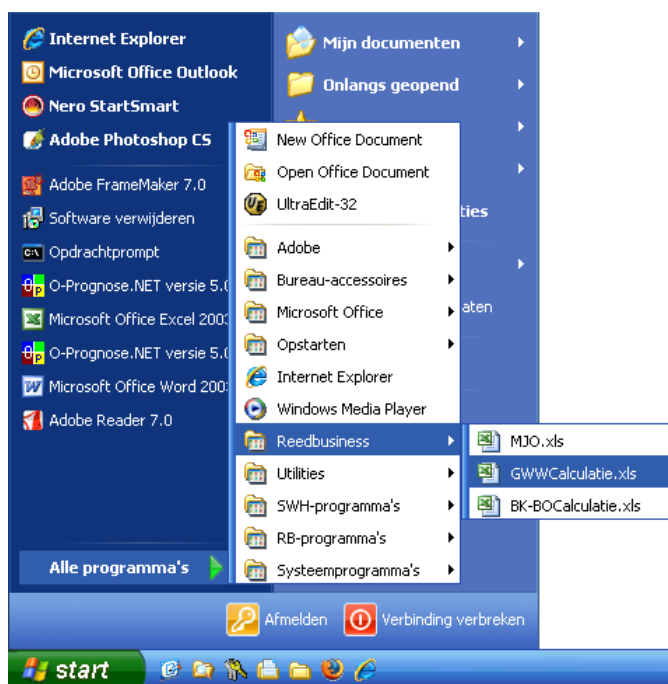 Internet Explorer
Microsoft Office Outlook
Nero StartSmart
Adobe Photoshop CS
Adobe FrameMaker 7.0
Software verwijderen
Opdrachtprompt
O-Prognose.NET versie 5.0
Microsoft Office Excel 2003
O-Prognose.NET versie 5.0
Microsoft Office Word 2003
Adobe Reader 7.0
Alle programma's
Mijn documenten
Onlangs geopend
ties
aten
New Office Document
Open Office Document
UltraEdit-32
Adobe
Bureau-accessoires
Microsoft Office
Opstarten
Internet Explorer
Windows Media Player
Reedbusiness
Utilities
SWH-programma's
RB-programma's
Systeemprogramma's
MJO.xls
GWWCalculatie.xls
BK-BOCalculatie.xls
Afmelden
Verbinding verbreken
start